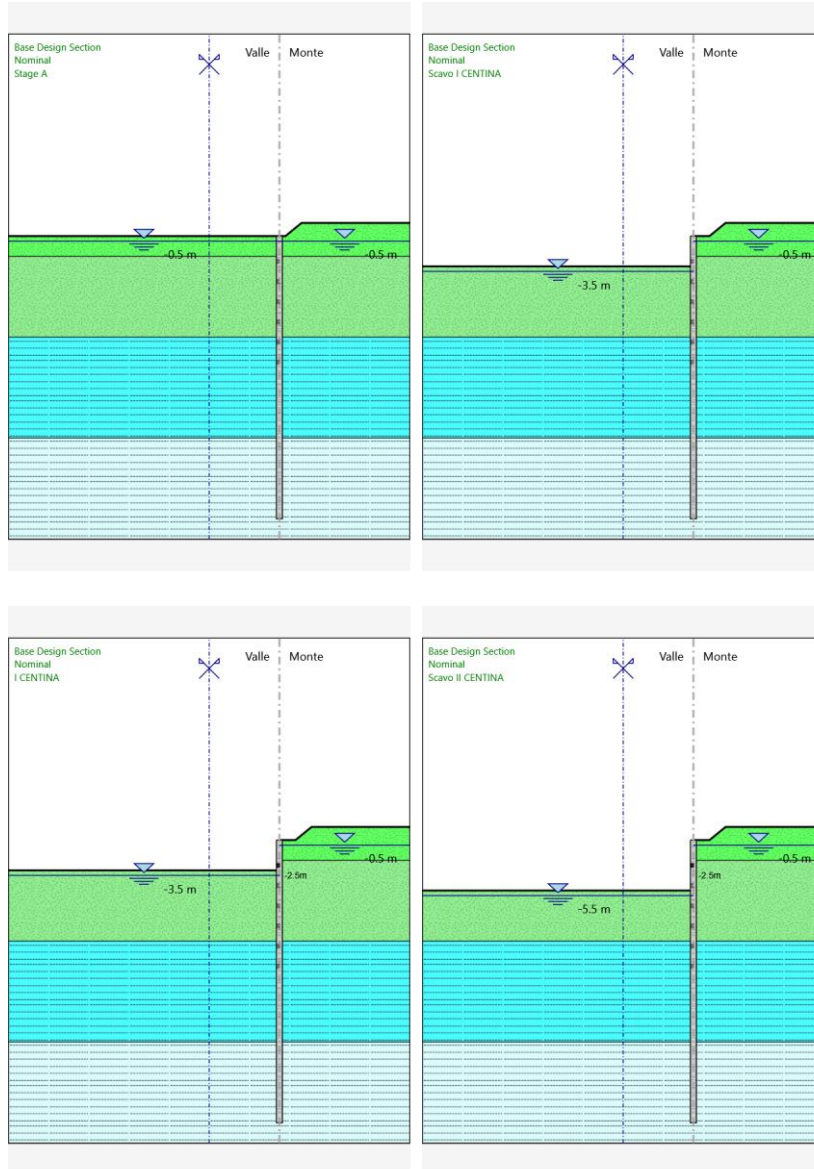 Base Design Section
Nominal
Stage A
Valle Monte
-0.5 m
-0.5 m
Base Design Section
Nominal
Scavo I CENTINA
Valle Monte
-0.5 m
-3.5 m
Base Design Section
Nominal
I CENTINA
Valle Monte
-0.5 m
-2.5m
-3.5 m
Base Design Section
Nominal
Scavo II CENTINA
Valle Monte
-0.5 m
-2.5m
-5.5 m